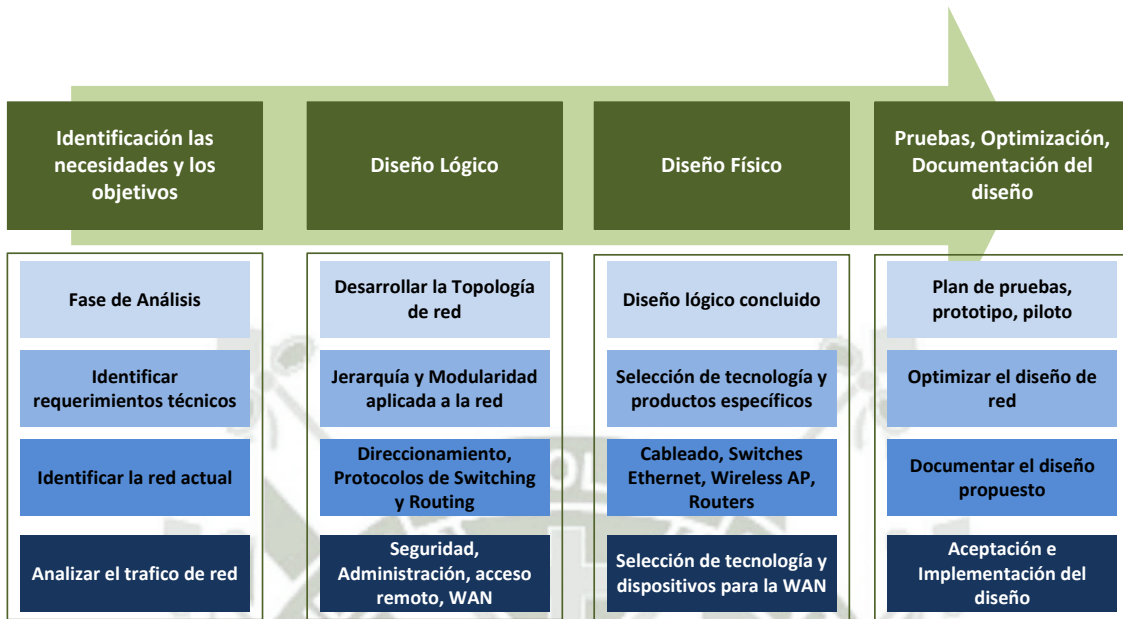 Identificación las
necesidades y los
objetivos
Diseño Lógico
Diseño Físico
Pruebas, Optimización,
Documentación del
diseño
Fase de Análisis
Identificar
requerimientos técnicos
Identificar la red actual
Analizar el trafico de red
Desarrollar la Topología
de red
Jerarquía y Modularidad
aplicada a la red
Direccionamiento,
Protocolos de Switching
y Routing
Seguridad,
Administración, acceso
remoto, WAN
Diseño lógico concluido
Selección de tecnología y
productos específicos
Cableado, Switches
Ethernet, Wireless AP,
Routers
Selección de tecnología y
dispositivos para la WAN
Plan de pruebas,
prototipo, piloto
Optimizar el diseño de
red
Documentar el diseño
propuesto
Aceptación e
Implementación del
diseño